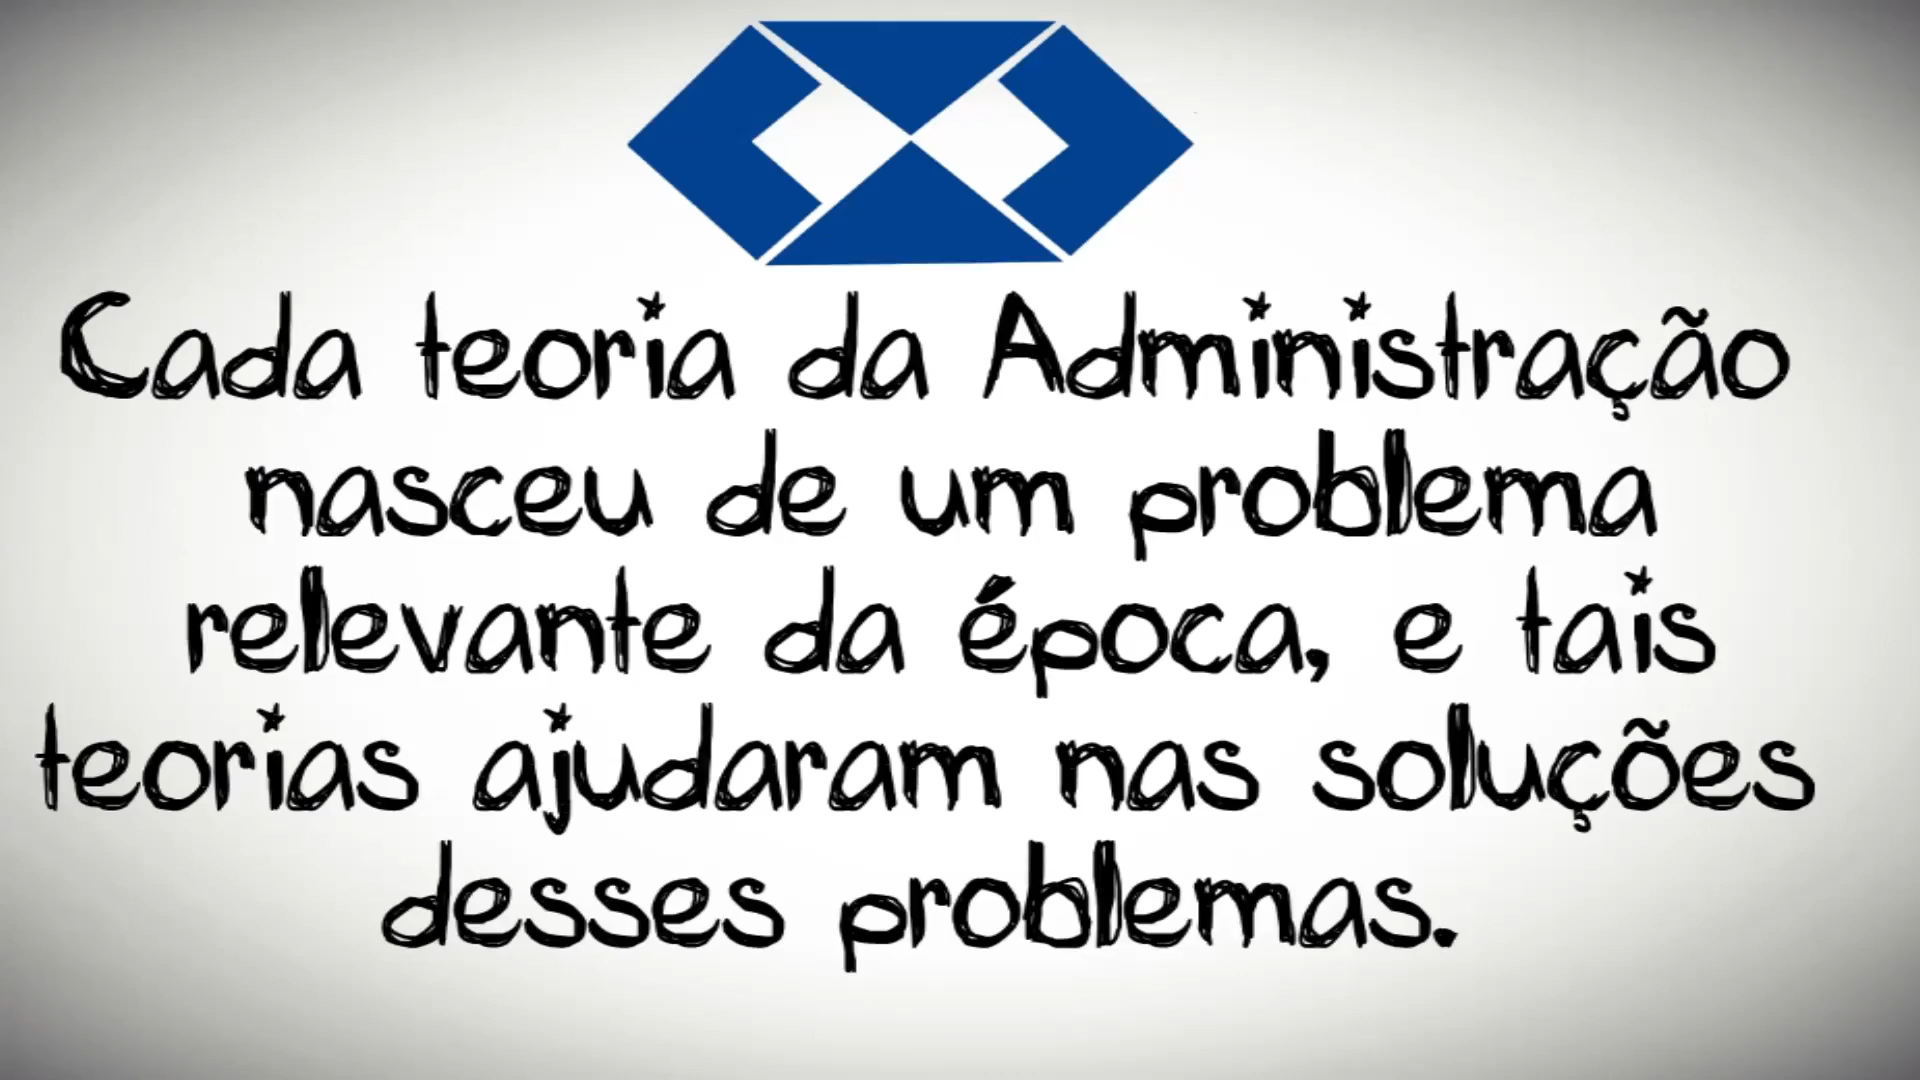 Cada teoria da Administração
nasceu de um problema
relevante da época, e tais
teorias ajudaram nas soluções
desses problemas.